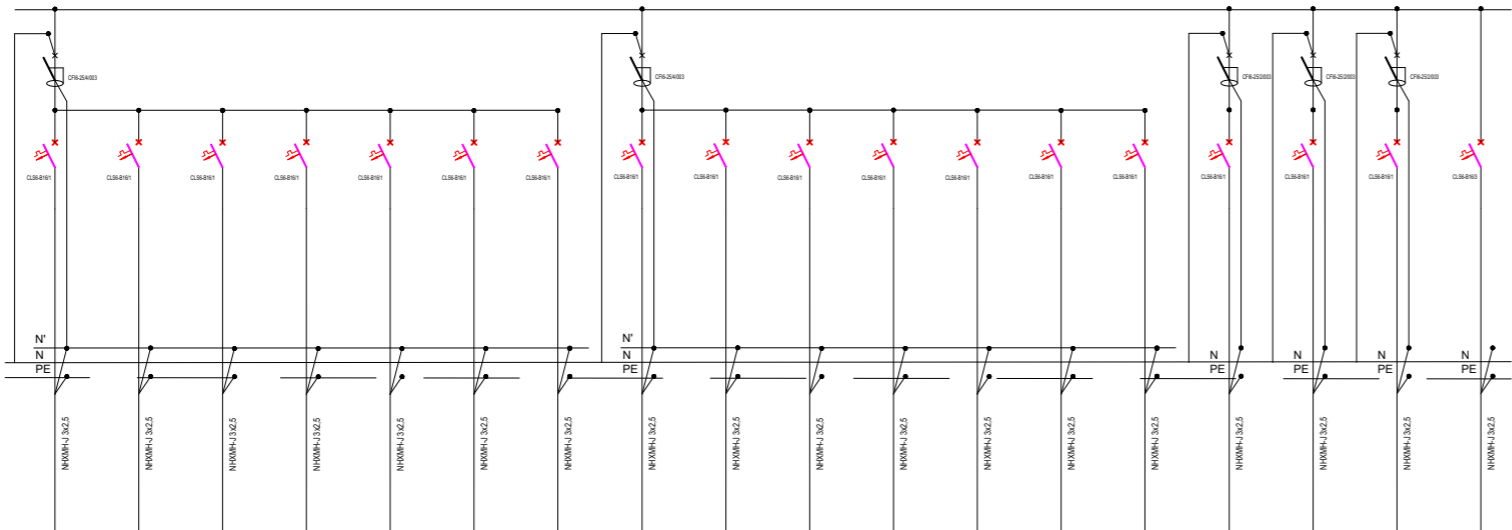 CFI6-25/4/003 CFI6-25/4/003 CFI6-25/2/003 CFI6-25/2/003 CFI6-25/2/003
CLS6-B16/1 CLS6-B16/1 CLS6-B16/1 CLS6-B16/1 CLS6-B16/1 CLS6-B16/1 CLS6-B16/1 CLS6-B16/1 CLS6-B16/1 CLS6-B16/1 CLS6-B16/1 CLS6-B16/1 CLS6-B16/1 CLS6-B16/1 CLS6-B16/1 CLS6-B16/1 CLS6-B16/1 CLS6-B16/3
N' N'
N N N N N N
PE PE PE PE PE PE
NHXMH-J 3x2,5 NHXMH-J 3x2,5 NHXMH-J 3x2,5 NHXMH-J 3x2,5 NHXMH-J 3x2,5 NHXMH-J 3x2,5 NHXMH-J 3x2,5 NHXMH-J 3x2,5 NHXMH-J 3x2,5 NHXMH-J 3x2,5 NHXMH-J 3x2,5 NHXMH-J 3x2,5 NHXMH-J 3x2,5 NHXMH-J 3x2,5 NHXMH-J 3x2,5 NHXMH-J 3x2,5 NHXMH-J 3x2,5 NHXMH-J 3x2,5